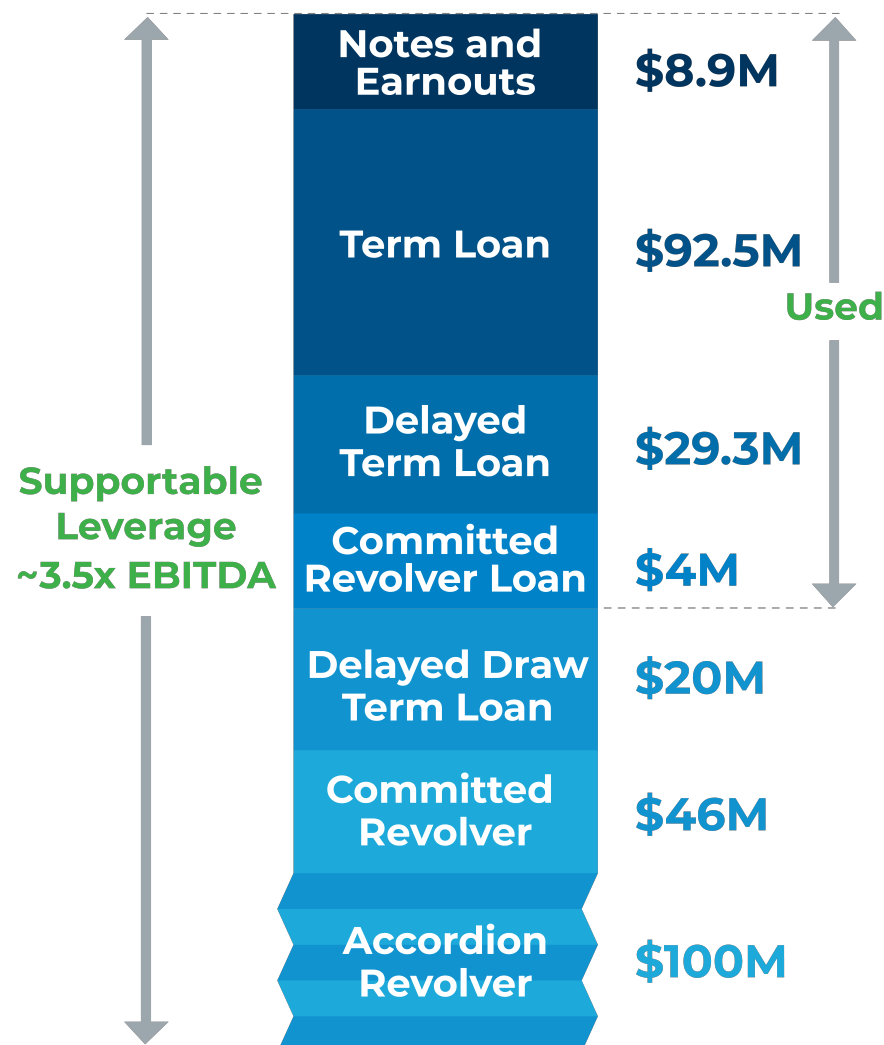 Notes and
Earnouts
$8.9M
Term Loan
$92.5M
Used
Delayed
Term Loan
$29.3M
Supportable
Leverage
~3.5x EBITDA
Committed
Revolver Loan
$4M
Delayed Draw
Term Loan
$20M
Committed
Revolver
$46M
Accordion
Revolver
$100M